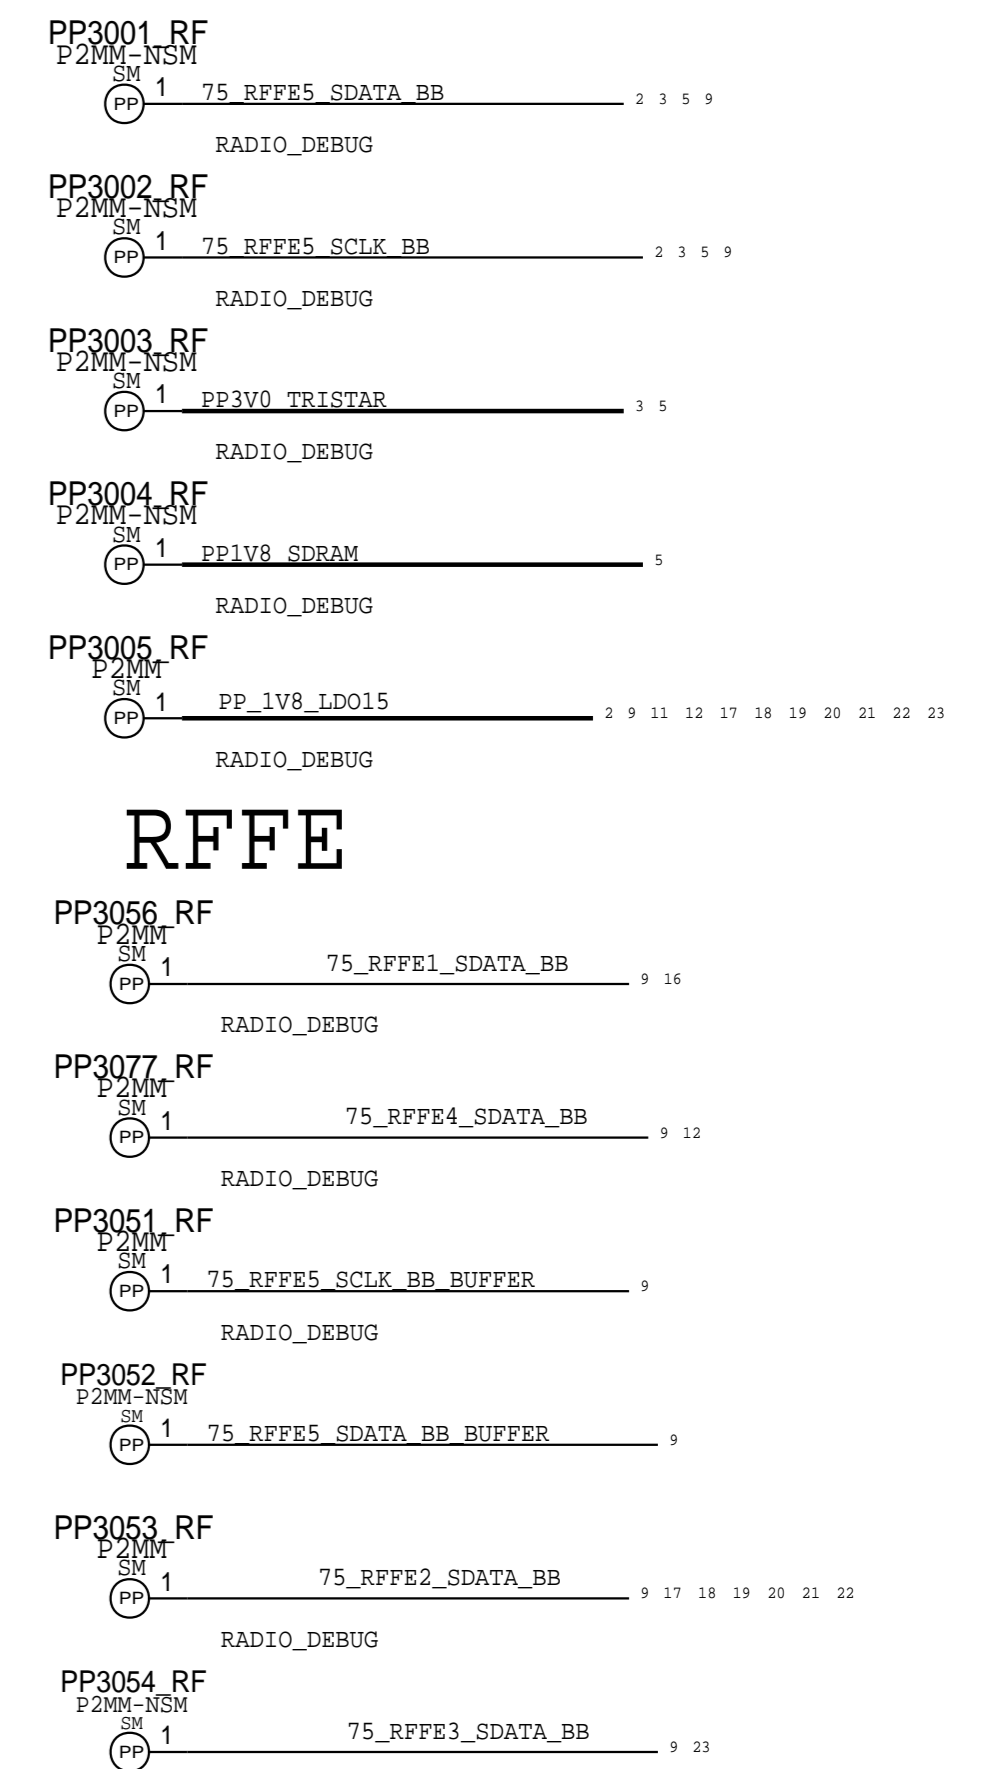 PP3001_RF
P2MM-NSM
SM
PP 1 75_RFFE5_SDATA_BB 2 3 5 9
RADIO_DEBUG
PP3002_RF
P2MM-NSM
SM
PP 1 75_RFFE5_SCLK_BB 2 3 5 9
RADIO_DEBUG
PP3003_RF
P2MM-NSM
SM
PP 1 PP3V0_TRISTAR 3 5
RADIO_DEBUG
PP3004_RF
P2MM-NSM
SM
PP 1 PP1V8_SDRAM 5
RADIO_DEBUG
PP3005_RF
P2MM
SM
PP 1 PP_1V8_LDO15 2 9 11 12 17 18 19 20 21 22 23
RADIO_DEBUG
RFFE
PP3056_RF
P2MM
SM
PP 1 75_RFFE1_SDATA_BB 9 16
RADIO_DEBUG
PP3077_RF
P2MM
SM
PP 1 75_RFFE4_SDATA_BB 9 12
RADIO_DEBUG
PP3051_RF
P2MM
SM
PP 1 75_RFFE5_SCLK_BB_BUFFER 9
RADIO_DEBUG
PP3052_RF
P2MM-NSM
SM
PP 1 75_RFFE5_SDATA_BB_BUFFER 9
PP3053_RF
P2MM
SM
PP 1 75_RFFE2_SDATA_BB 9 17 18 19 20 21 22
RADIO_DEBUG
PP3054_RF
P2MM-NSM
SM
PP 1 75_RFFE3_SDATA_BB 9 23